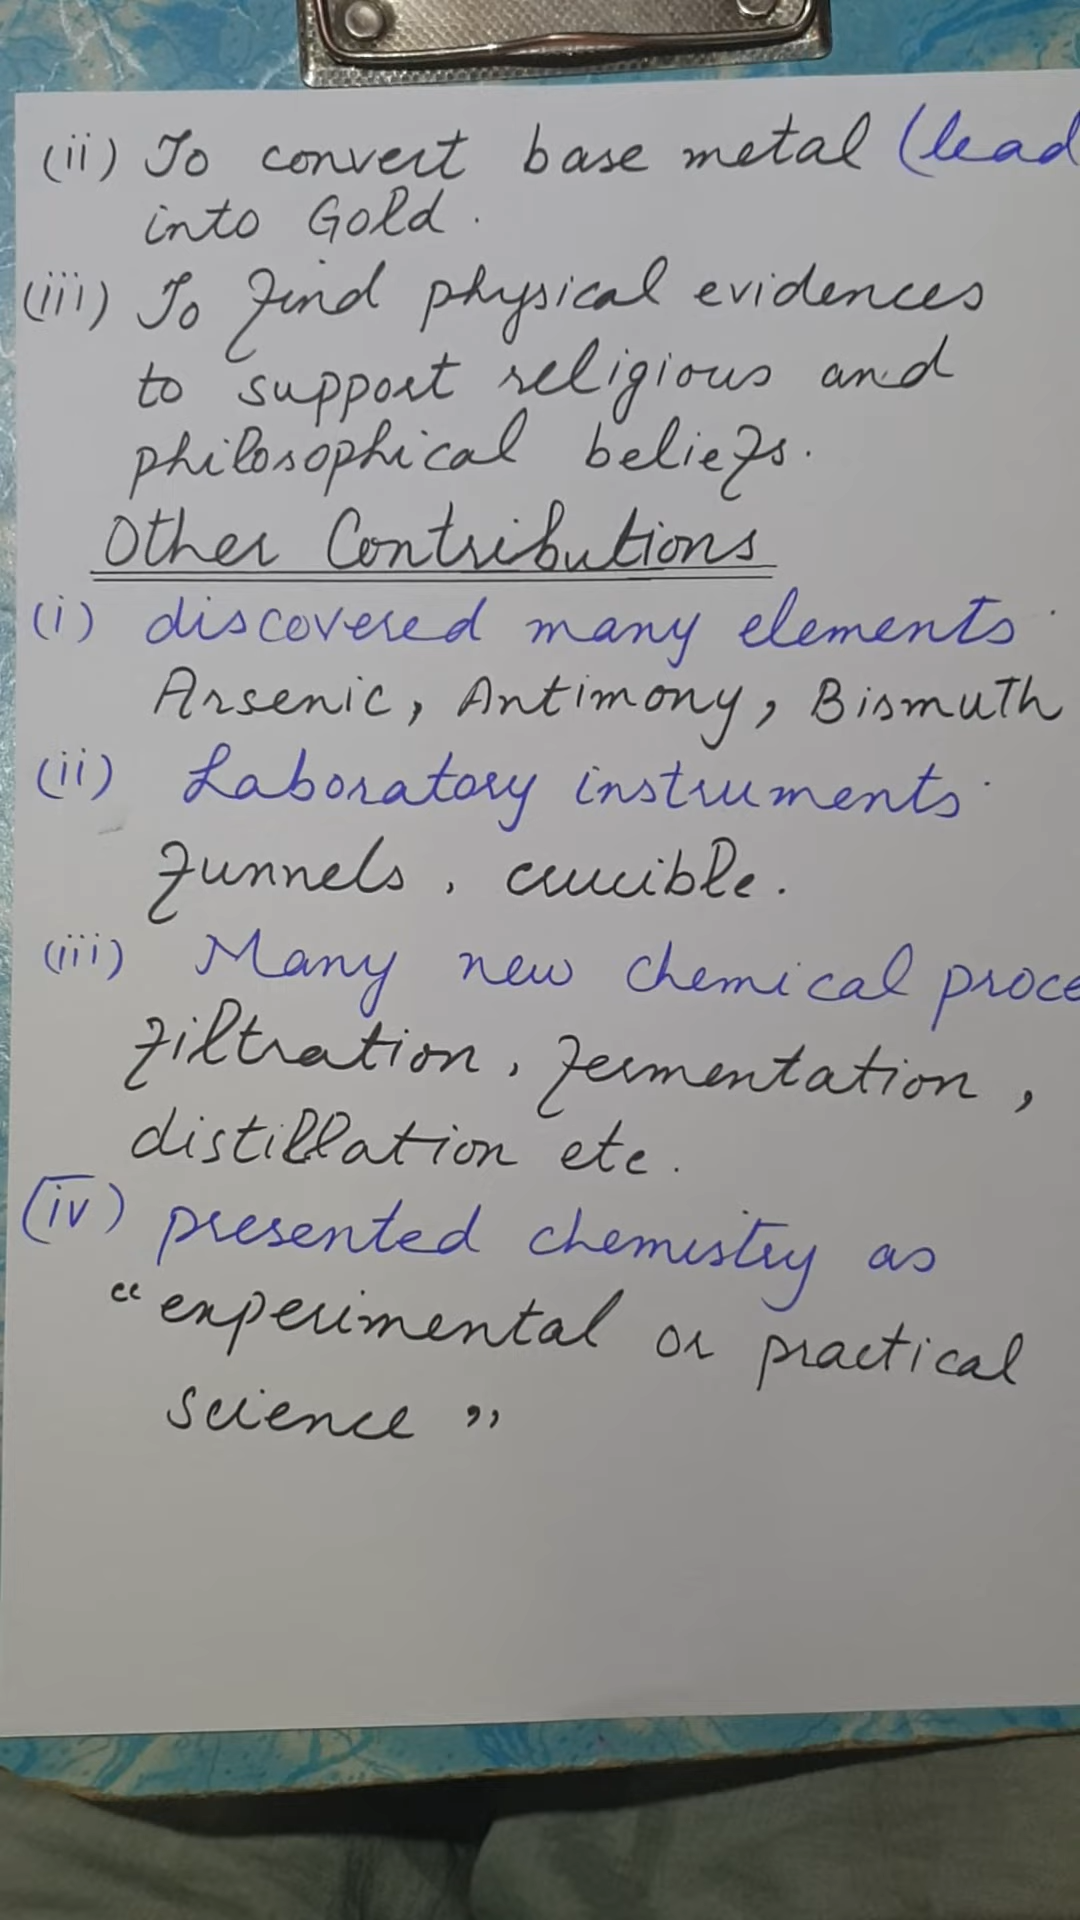 (ii) To convert base metal (lead
into Gold.
(iii) To find physical evidences
to support religious and
philosophical beliefs.
Other Contributions
(i) discovered many elements
Arsenic, Antimony, Bismuth
(ii) Laboratory instruments
funnels, crucible.
(iii) Many new chemical proce
filtration, fermentation,
distillation etc.
(iv) presented chemistry as
"experimental or practical
science"